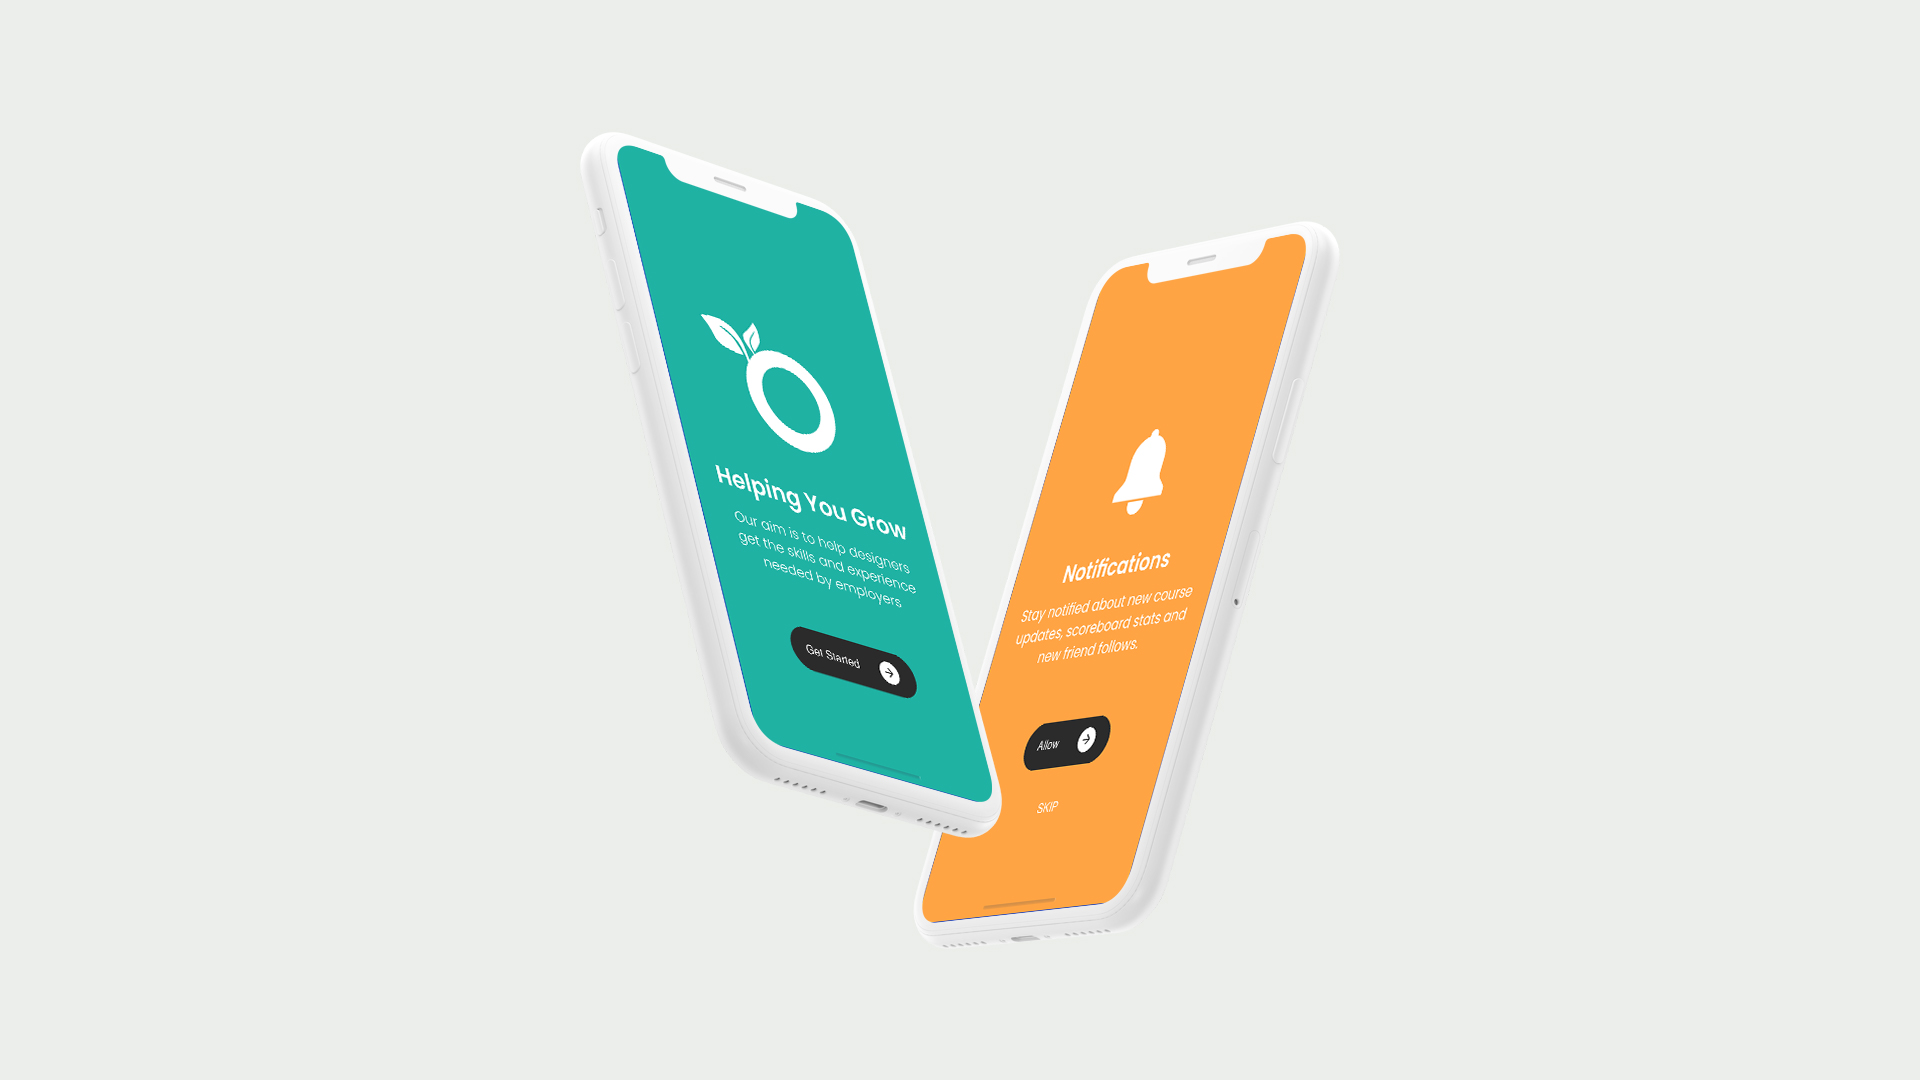 Helping You Grow
Our aim is to help designers
get the skills and experience
needed by employers
Get Started
Notifications
Stay notified about new course
updates, scoreboard stats and
new friend follows.
Allow
SKIP